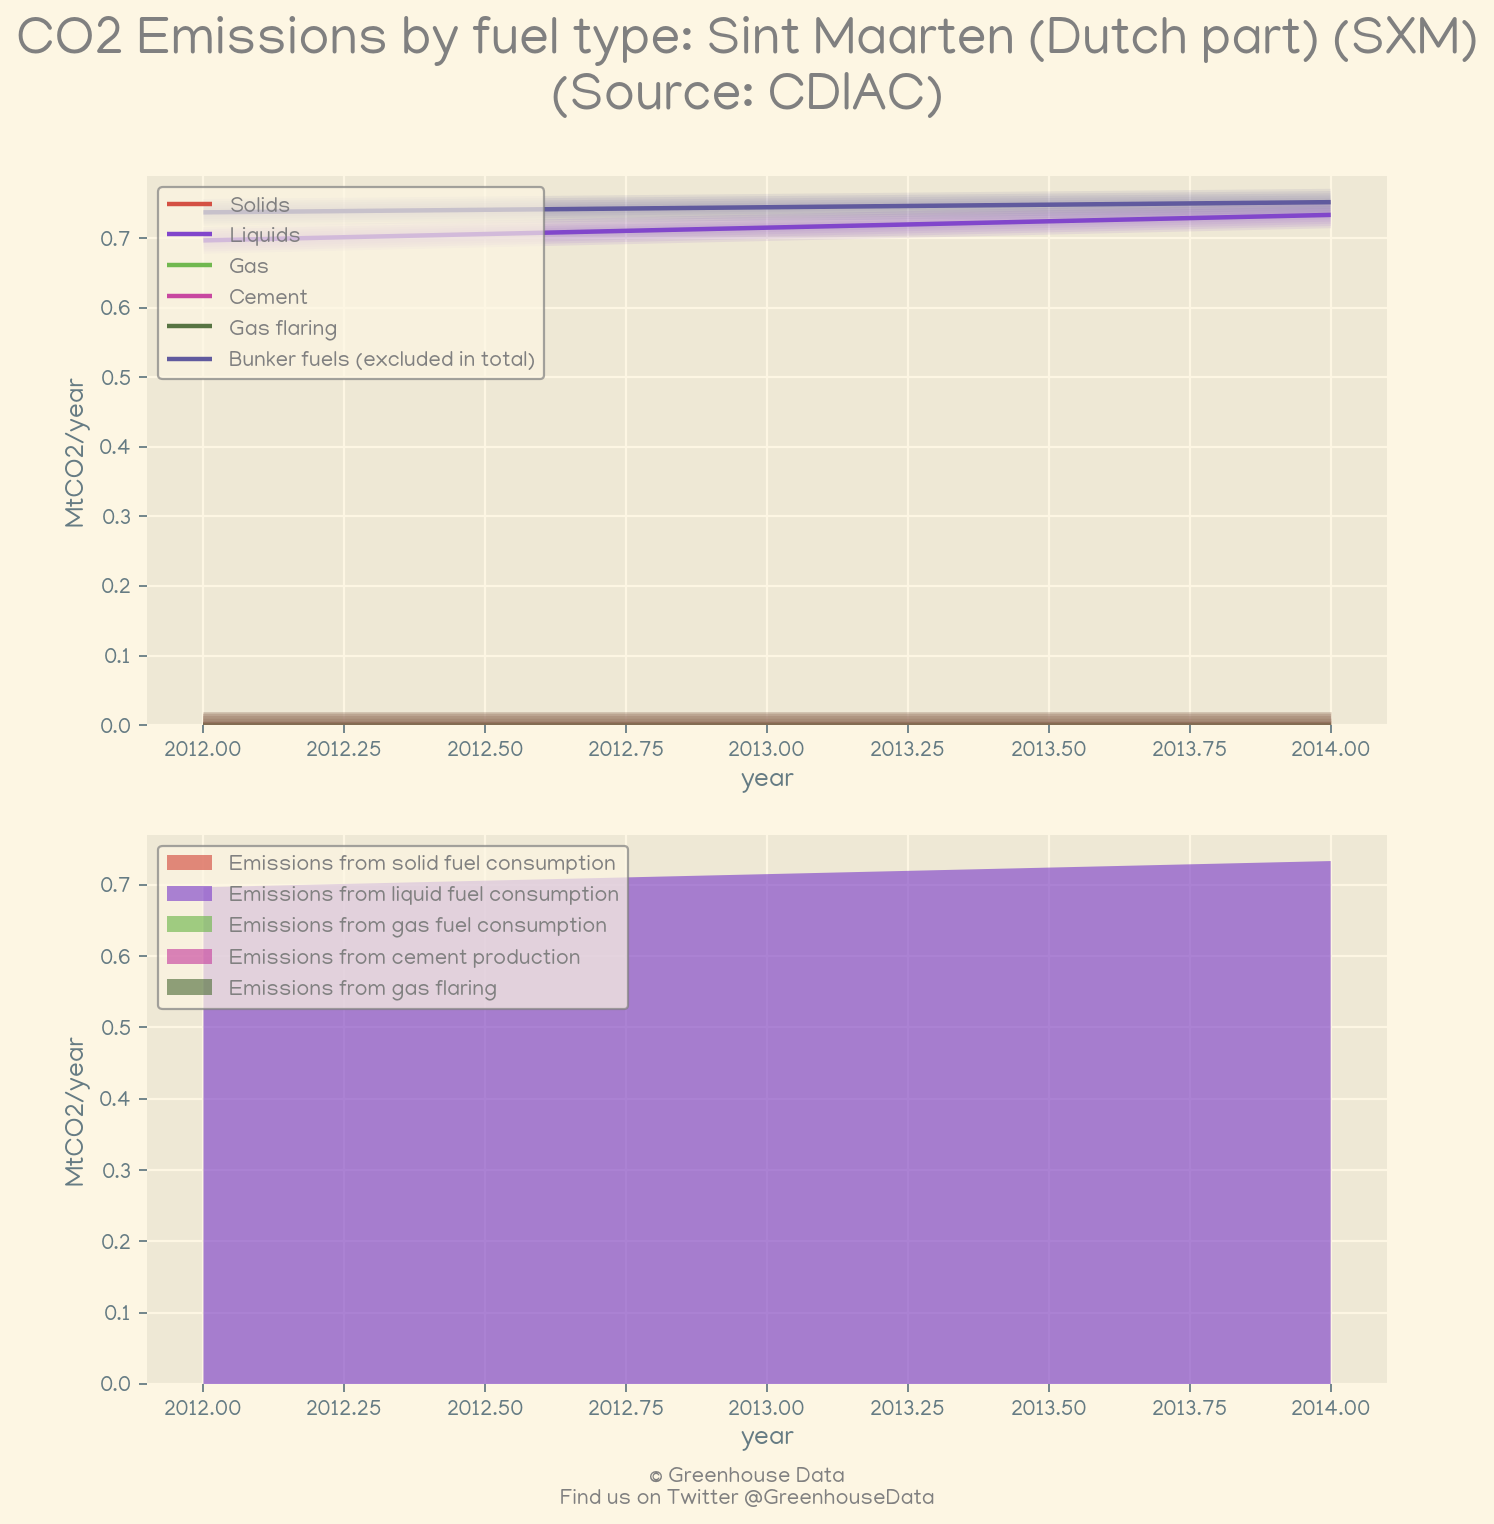 CO2 Emissions by fuel type: Sint Maarten (Dutch part) (SXM)
(Source: CDIAC)
Solids
Liquids
Gas
Cement
Gas flaring
Bunker fuels (excluded in total)
MtCO2/year
0.7
0.6
0.5
0.4
0.3
0.2
0.1
0.0
2012.00 2012.25 2012.50 2012.75 2013.00 2013.25 2013.50 2013.75 2014.00
year
Emissions from solid fuel consumption
Emissions from liquid fuel consumption
Emissions from gas fuel consumption
Emissions from cement production
Emissions from gas flaring
MtCO2/year
0.7
0.6
0.5
0.4
0.3
0.2
0.1
0.0
2012.00 2012.25 2012.50 2012.75 2013.00 2013.25 2013.50 2013.75 2014.00
year
© Greenhouse Data
Find us on Twitter @GreenhouseData